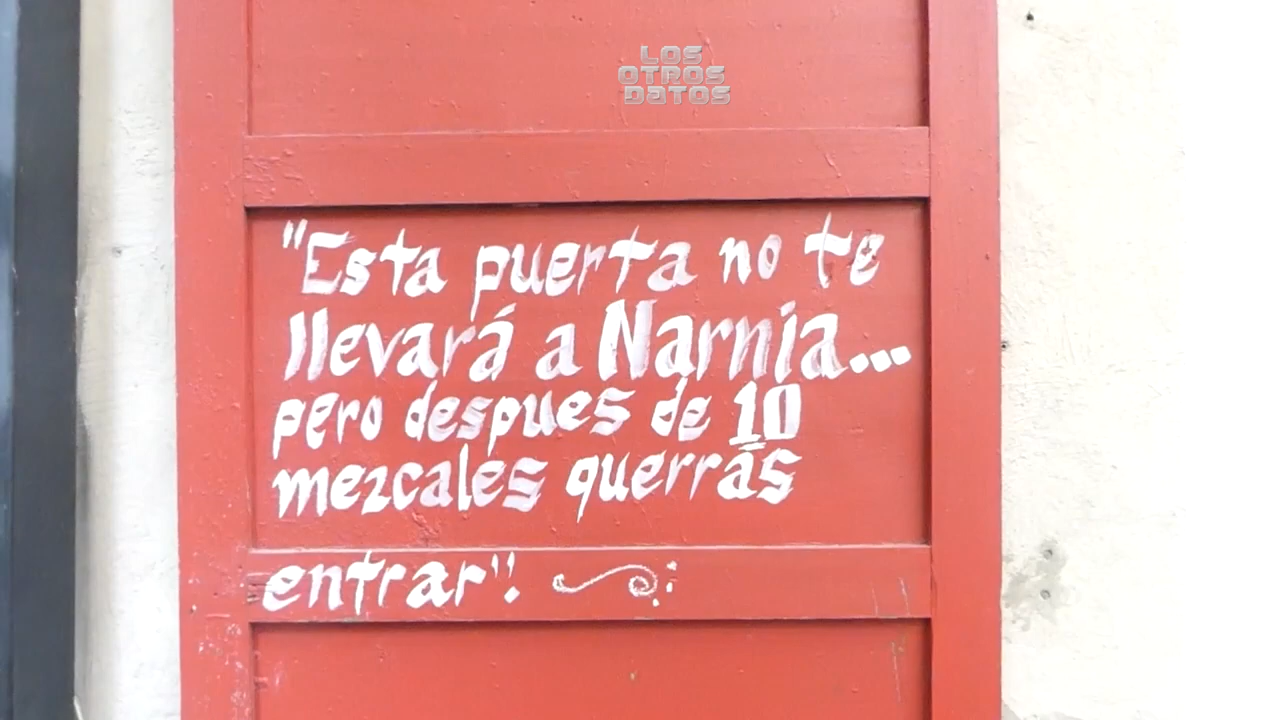 LOS
OTROS
DATOS
"Esta puerta no te
llevará a Narnia...
pero despues de 10
mezcales querrás
entrar".